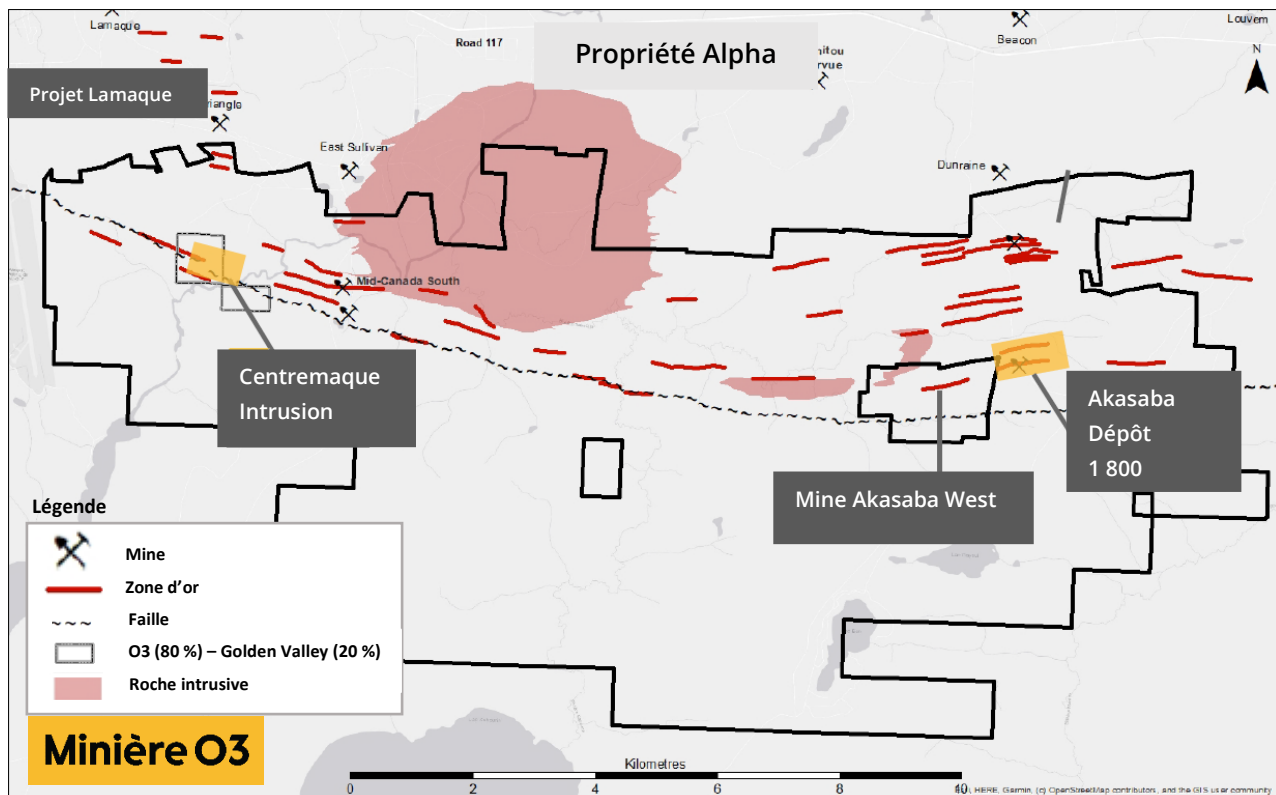 Lamaque
Road 117
Propriété Alpha
Beacon
Louvem
N
Projet Lamaque
East Sullivan
Dunraine
Mid-Canada South
Centremaque
Intrusion
Akasaba
Dépôt
1 800
Mine Akasaba West
Légende
Mine
Zone d’or
Faille
O3 (80 %) – Golden Valley (20 %)
Roche intrusive
Minière O3
Kilometres
0 2 4 6 8 10
HERE, Garmin, (c) OpenStreetMap contributors, and the GIS user community